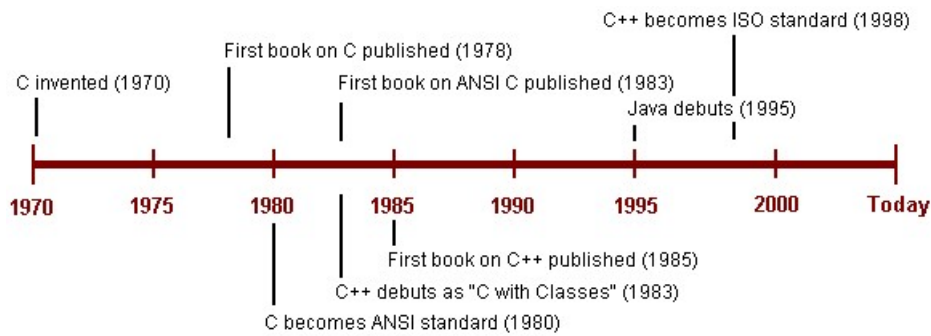 C++ becomes ISO standard (1998)
First book on C published (1978)
C invented (1970)
First book on ANSI C published (1983)
Java debuts (1995)
1970 1975 1980 1985 1990 1995 2000 Today
First book on C++ published (1985)
C++ debuts as "C with Classes" (1983)
C becomes ANSI standard (1980)